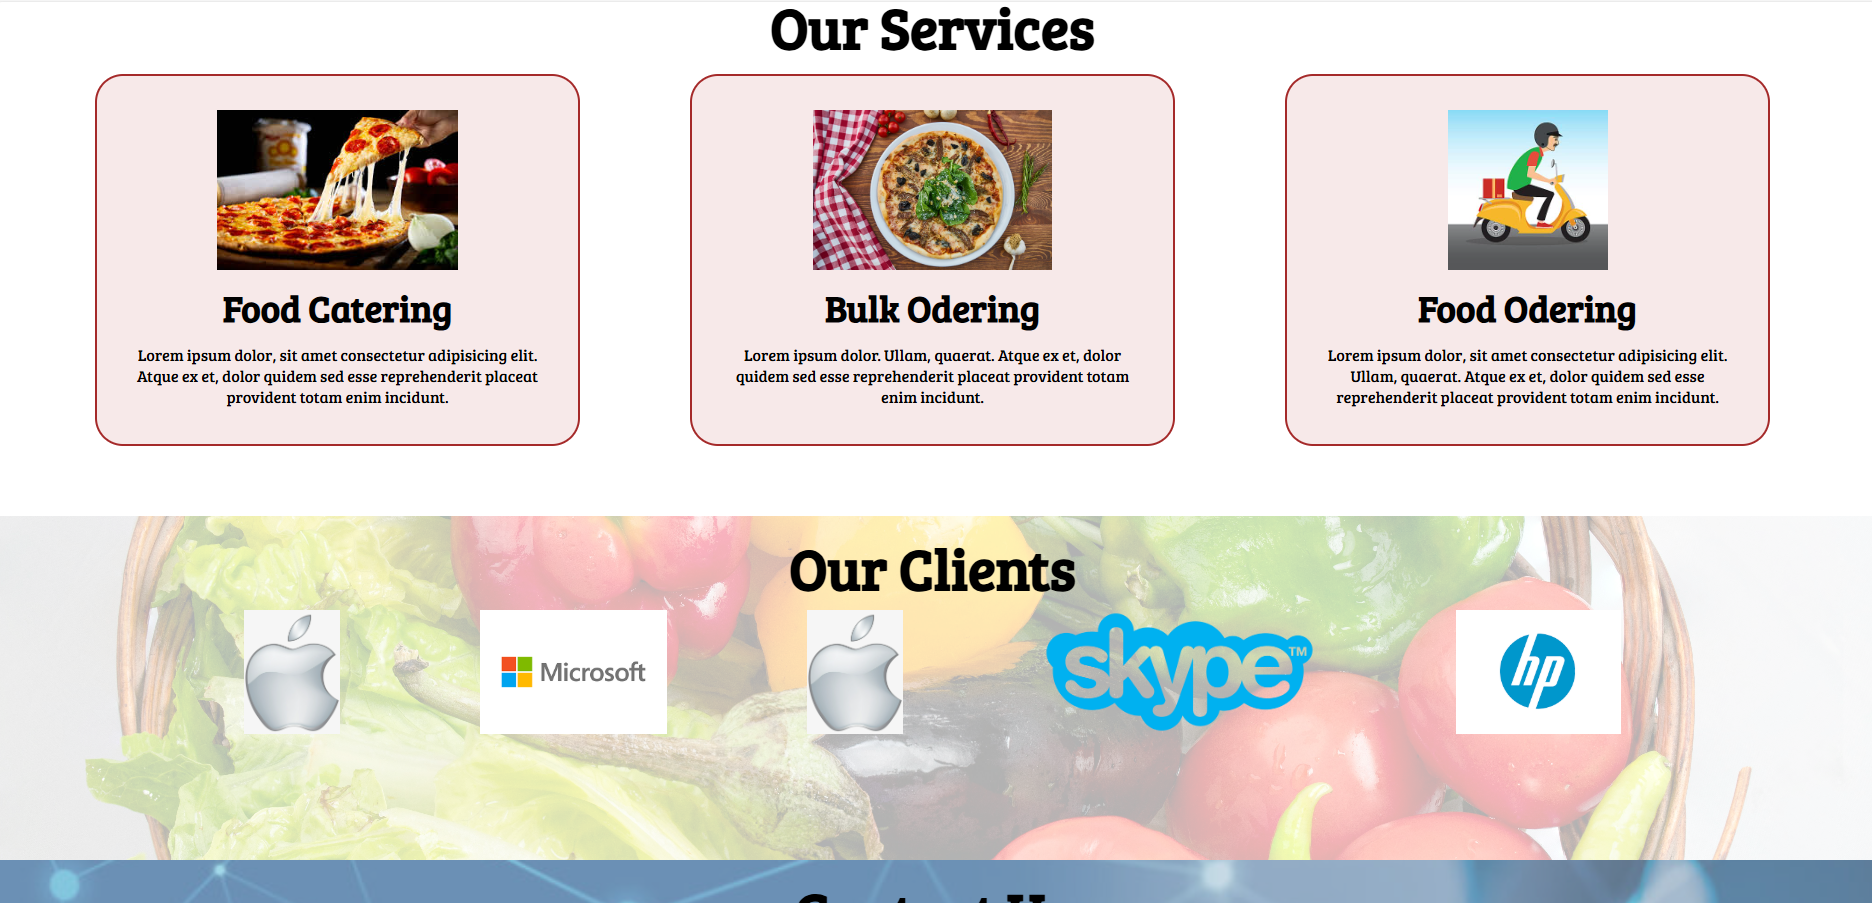 Our Services
Food Catering
Lorem ipsum dolor, sit amet consectetur adipisicing elit.
Atque ex et, dolor quidem sed esse reprehenderit placeat
provident totam enim incidunt.
Bulk Odering
Lorem ipsum dolor. Ullam, quaerat. Atque ex et, dolor
quidem sed esse reprehenderit placeat provident totam
enim incidunt.
Food Odering
Lorem ipsum dolor, sit amet consectetur adipisicing elit.
Ullam, quaerat. Atque ex et, dolor quidem sed esse
reprehenderit placeat provident totam enim incidunt.
Our Clients
Microsoft
skype™
hp